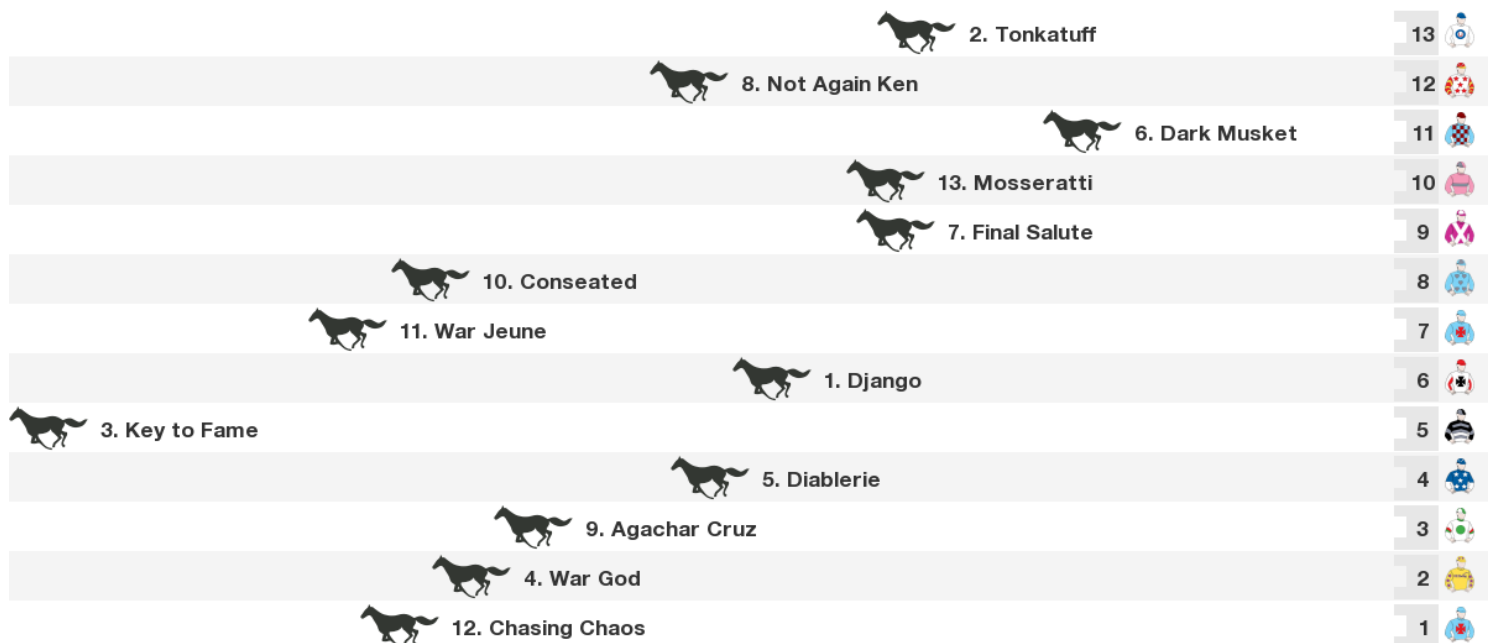 2. Tonkatuff 13
8. Not Again Ken 12
6. Dark Musket 11
13. Mosseratti 10
7. Final Salute 9
10. Conseated 8
11. War Jeune 7
1. Django 6
3. Key to Fame 5
5. Diablerie 4
9. Agachar Cruz 3
4. War God 2
12. Chasing Chaos 1